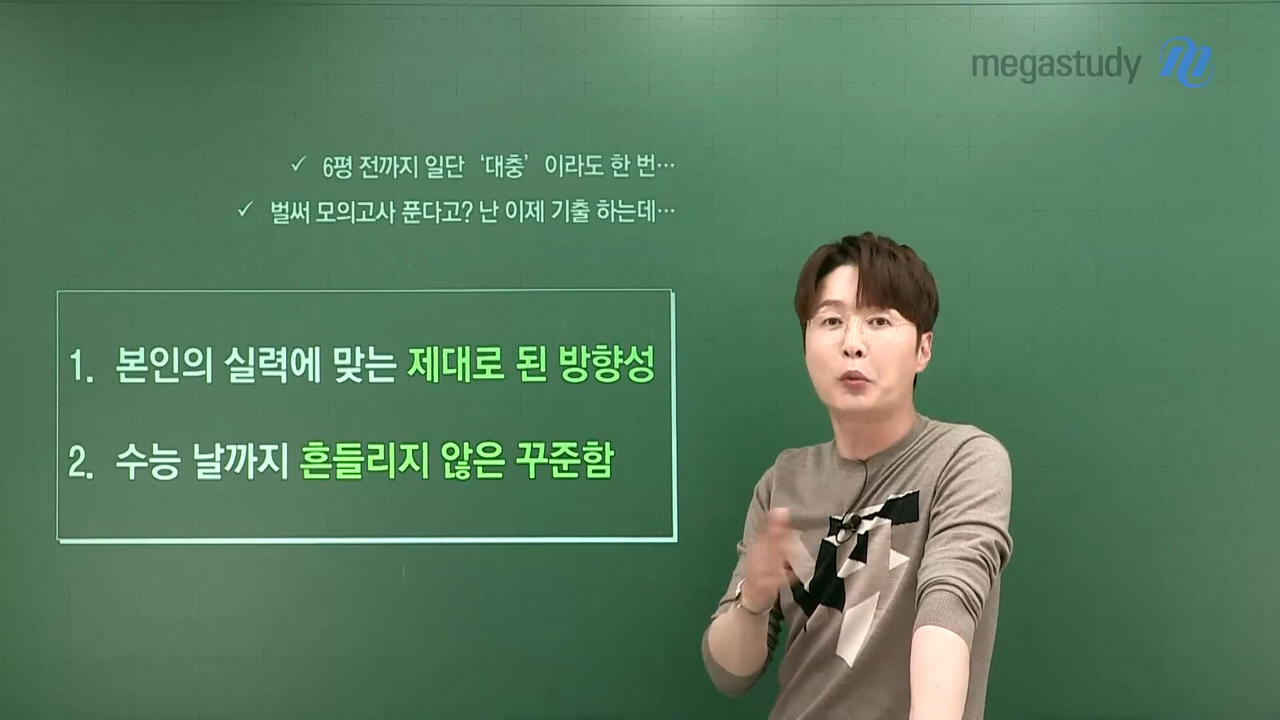 megastudy
✓ 6평 전까지 일단 ‘대충’ 이라도 한 번…
✓ 벌써 모의고사 푼다고? 난 이제 기출 하는데…
1. 본인의 실력에 맞는 제대로 된 방향성
2. 수능 날까지 흔들리지 않은 꾸준함